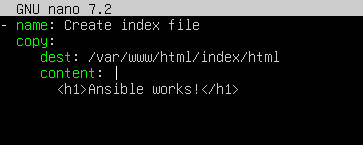 GNU nano 7.2
- name: Create index file
  copy:
     dest: /var/www/html/index/html
     content: |
       <h1>Ansible works!</h1>